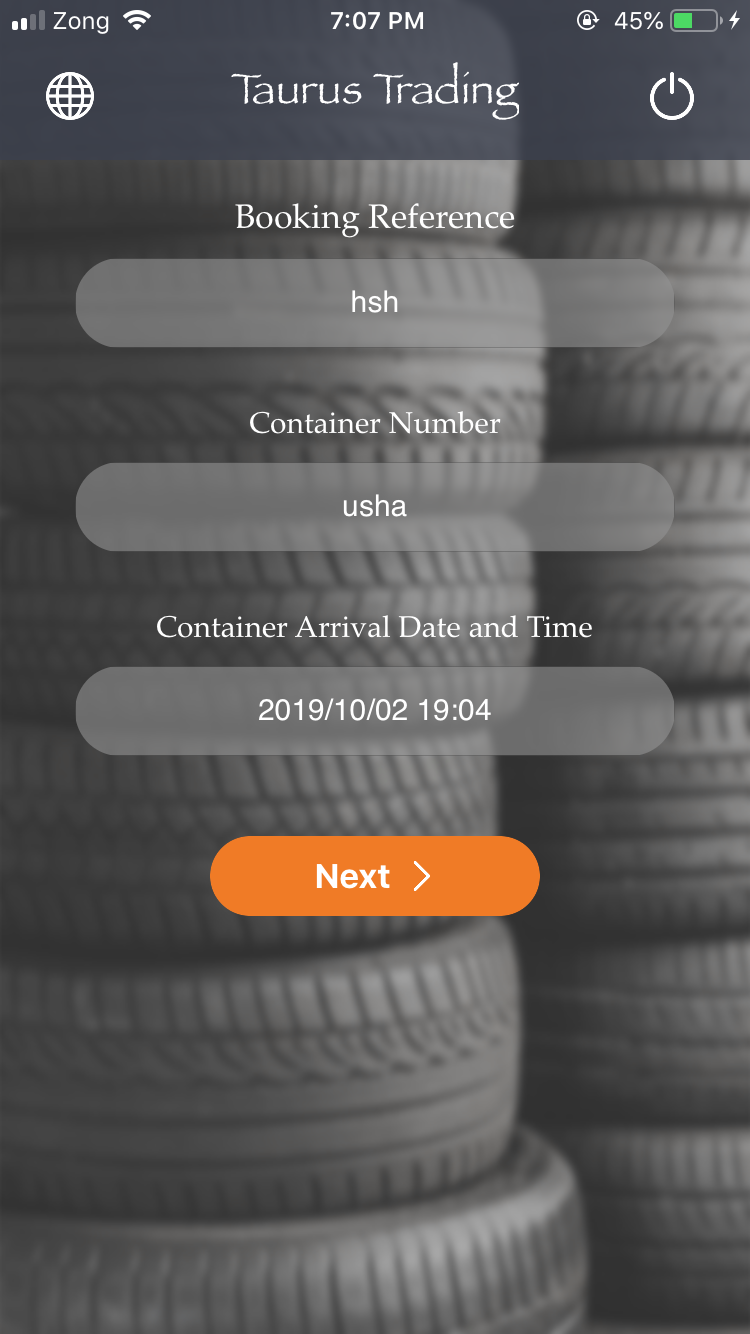 Zong 7:07 PM 45%
Taurus Trading
Booking Reference
hsh
Container Number
usha
Container Arrival Date and Time
2019/10/02 19:04
Next